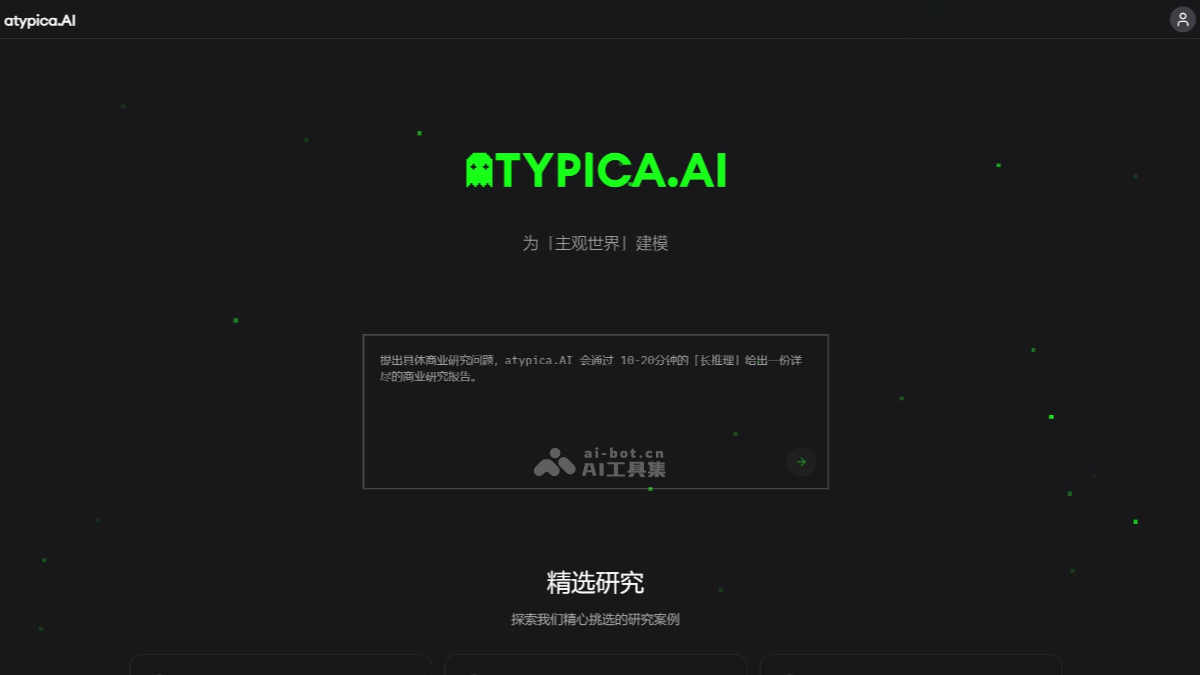 atypica.AI
ATYPICA.AI
为「主观世界」建模
提出具体商业研究问题，atypica.AI 会通过 10-20分钟的「长推理」给出一份详
尽的商业研究报告。
ai-bot.cn
AI工具集
精选研究
探索我们精心挑选的研究案例